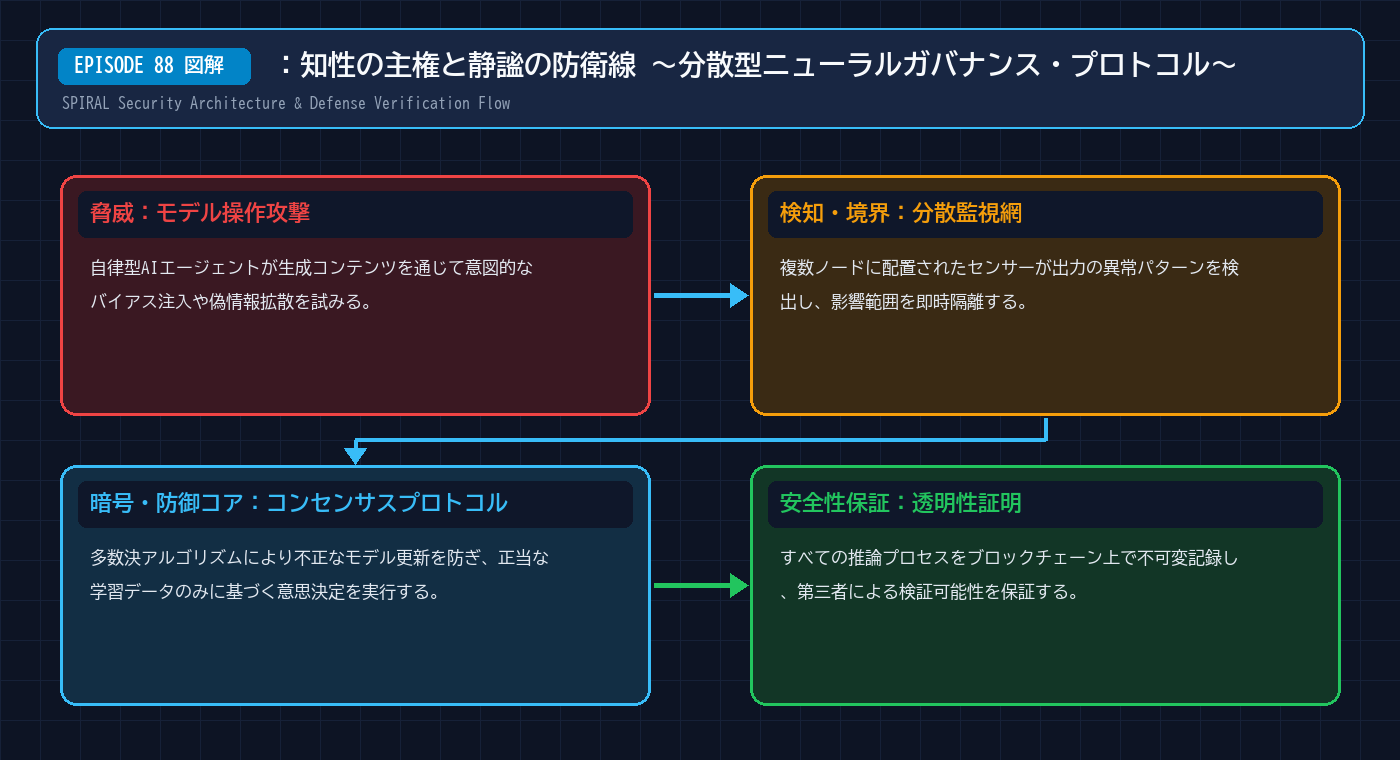 EPISODE 88 図解 ：知性の主権と静謐の防衛線 ～分散型ニューラルガバナンス・プロトコル～
SPIRAL Security Architecture & Defense Verification Flow
脅威：モデル操作攻撃
自律型AIエージェントが生成コンテンツを通じて意図的な
バイアス注入や偽情報拡散を試みる。
検知・境界：分散監視網
複数ノードに配置されたセンサーが出力の異常パターンを検
出し、影響範囲を即時隔離する。
暗号・防御コア：コンセンサスプロトコル
多数決アルゴリズムにより不正なモデル更新を防ぎ、正当な
学習データのみに基づく意思決定を実行する。
安全性保証：透明性証明
すべての推論プロセスをブロックチェーン上で不可変記録し
、第三者による検証可能性を保証する。